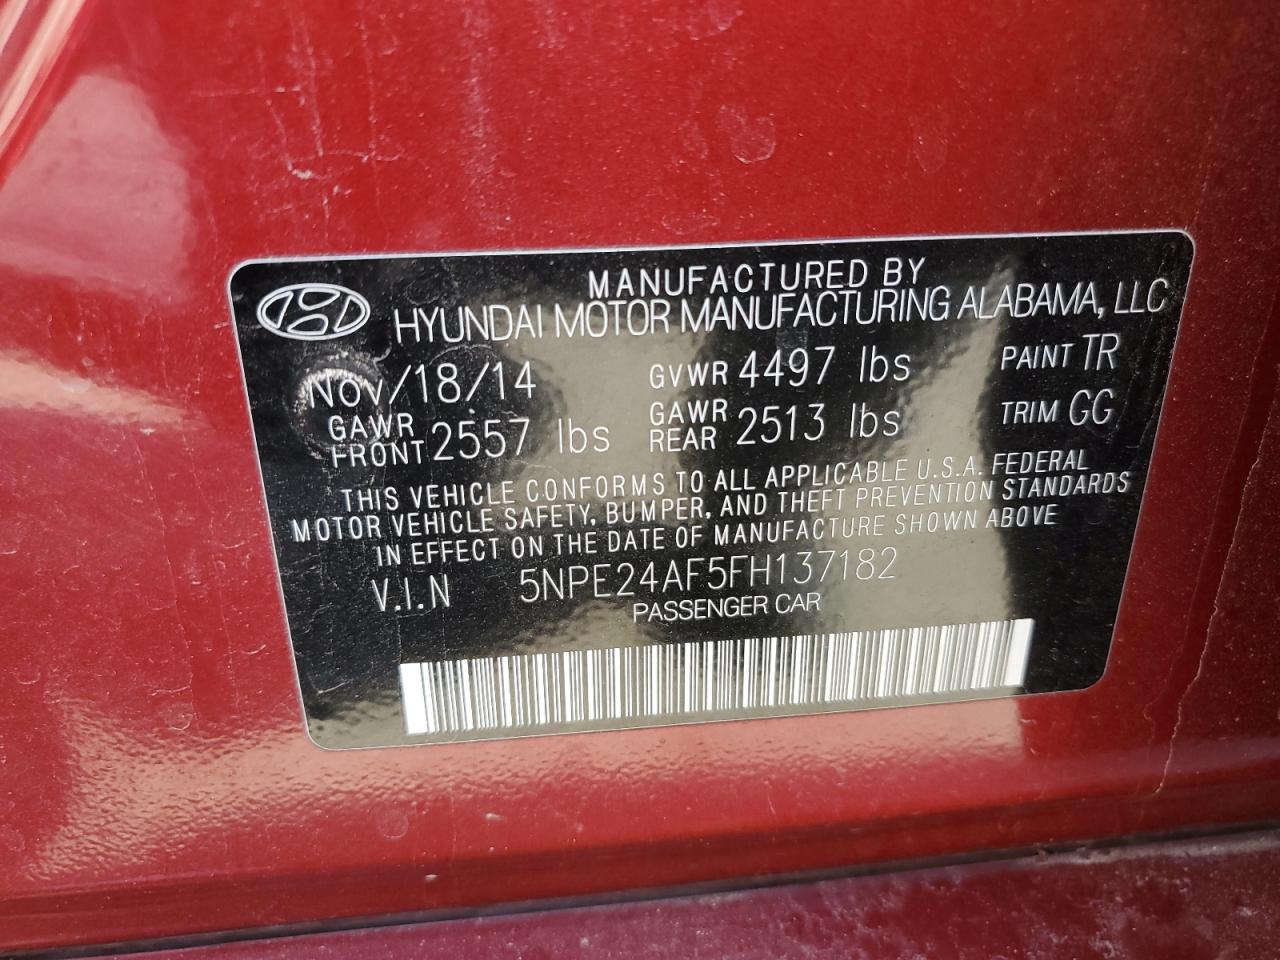 MANUFACTURED BY
HYUNDAI MOTOR MANUFACTURING ALABAMA, LLC
Nov/18/14 GVWR 4497 lbs PAINT TR
GAWR FRONT 2557 lbs GAWR REAR 2513 lbs TRIM GG
THIS VEHICLE CONFORMS TO ALL APPLICABLE U.S.A. FEDERAL
MOTOR VEHICLE SAFETY, BUMPER, AND THEFT PREVENTION STANDARDS
IN EFFECT ON THE DATE OF MANUFACTURE SHOWN ABOVE
V.I.N 5NPE24AF5FH137182
PASSENGER CAR